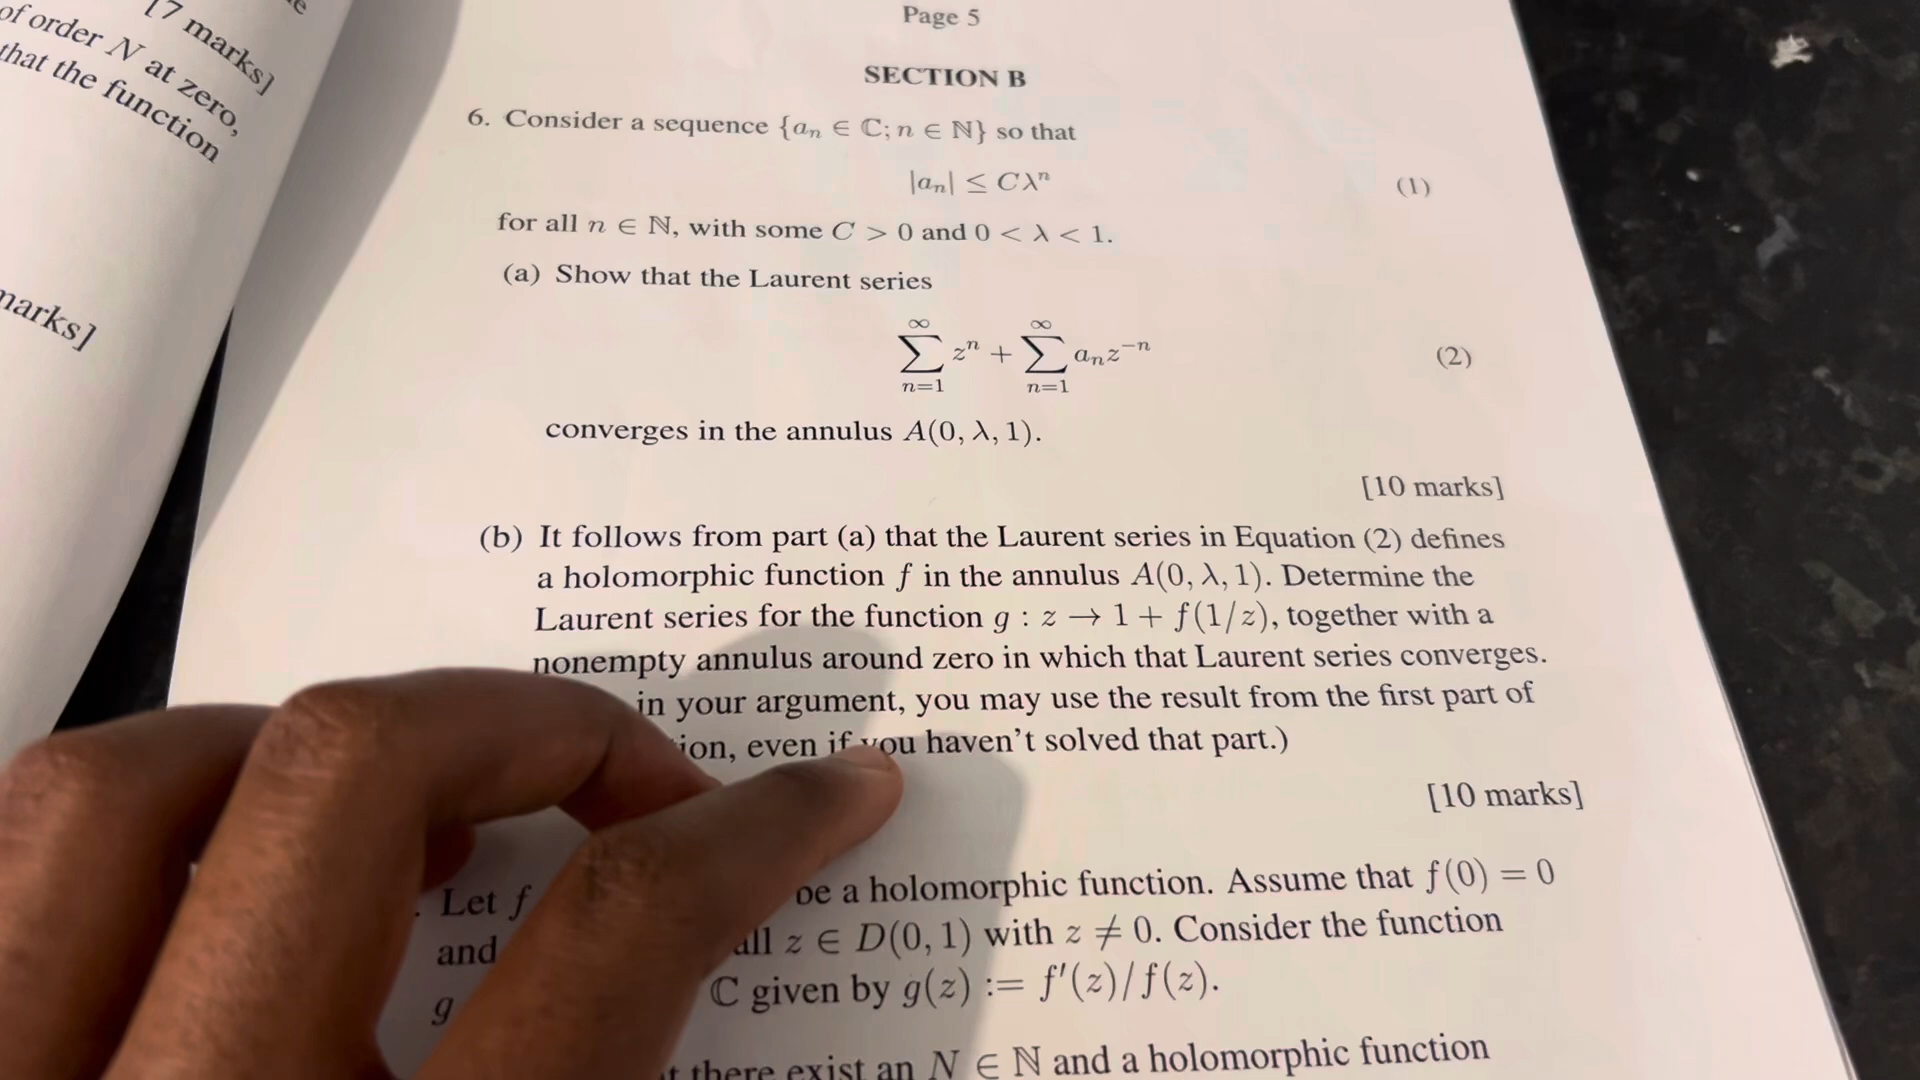 [7 marks]
of order N at zero,
that the function
marks]
Page 5
SECTION B
6. Consider a sequence {aₙ ∈ ℂ; n ∈ ℕ} so that
|aₙ| ≤ Cλⁿ (1)
for all n ∈ ℕ, with some C > 0 and 0 < λ < 1.
(a) Show that the Laurent series
∑_{n=1}^{∞} zⁿ + ∑_{n=1}^{∞} aₙz⁻ⁿ (2)
converges in the annulus A(0, λ, 1).
[10 marks]
(b) It follows from part (a) that the Laurent series in Equation (2) defines
a holomorphic function f in the annulus A(0, λ, 1). Determine the
Laurent series for the function g : z → 1 + f(1/z), together with a
nonempty annulus around zero in which that Laurent series converges.
in your argument, you may use the result from the first part of
ion, even if you haven't solved that part.)
[10 marks]
Let f be a holomorphic function. Assume that f(0) = 0
and all z ∈ D(0, 1) with z ≠ 0. Consider the function
g ℂ given by g(z) := f′(z)/f(z).
there exist an N ∈ ℕ and a holomorphic function